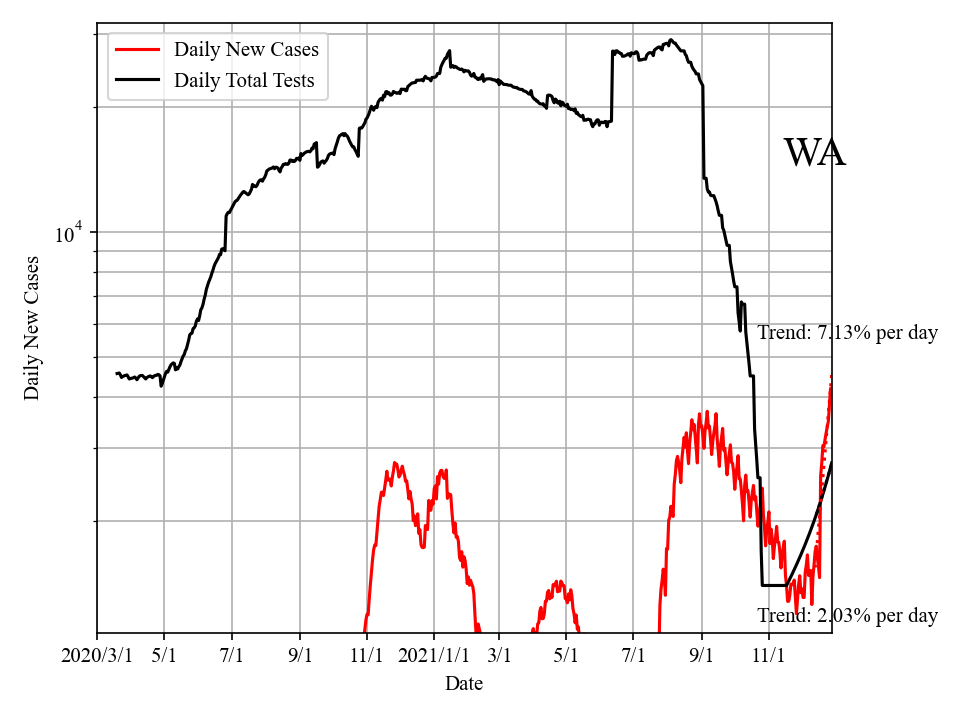 Daily New Cases
Daily Total Tests
WA
10^4
Daily New Cases
Trend: 7.13% per day
Trend: 2.03% per day
2020/3/1 5/1 7/1 9/1 11/1 2021/1/1 3/1 5/1 7/1 9/1 11/1
Date